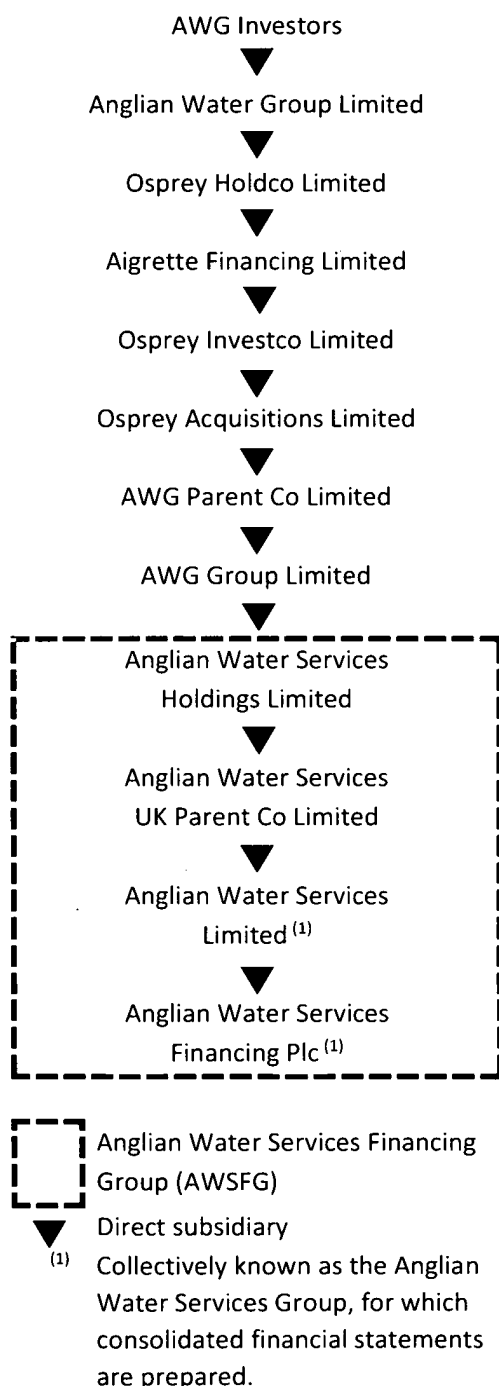 AWG Investors
Anglian Water Group Limited
Osprey Holdco Limited
Aigrette Financing Limited
Osprey Investco Limited
Osprey Acquisitions Limited
AWG Parent Co Limited
AWG Group Limited
Anglian Water Services
Holdings Limited
Anglian Water Services
UK Parent Co Limited
Anglian Water Services
Limited (1)
Anglian Water Services
Financing Plc (1)
Anglian Water Services Financing
Group (AWSFG)
Direct subsidiary
(1) Collectively known as the Anglian
Water Services Group, for which
consolidated financial statements
are prepared.